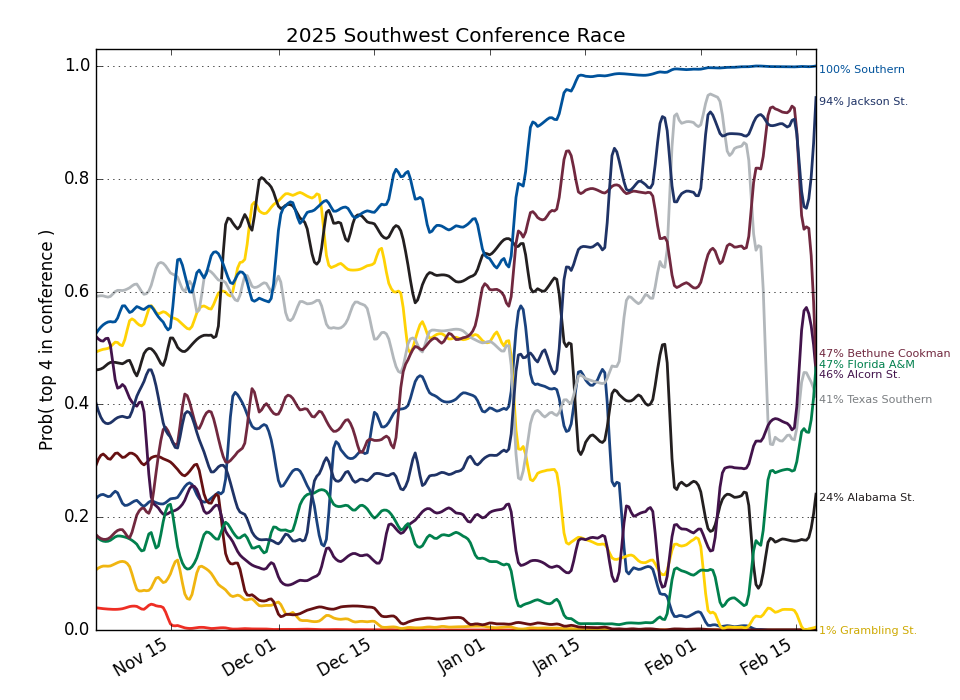 2025 Southwest Conference Race
Prob( top 4 in conference )
1.0
0.8
0.6
0.4
0.2
0.0
Nov 15
Dec 01
Dec 15
Jan 01
Jan 15
Feb 01
Feb 15
100% Southern
94% Jackson St.
47% Bethune Cookman
47% Florida A&M
46% Alcorn St.
41% Texas Southern
24% Alabama St.
1% Grambling St.